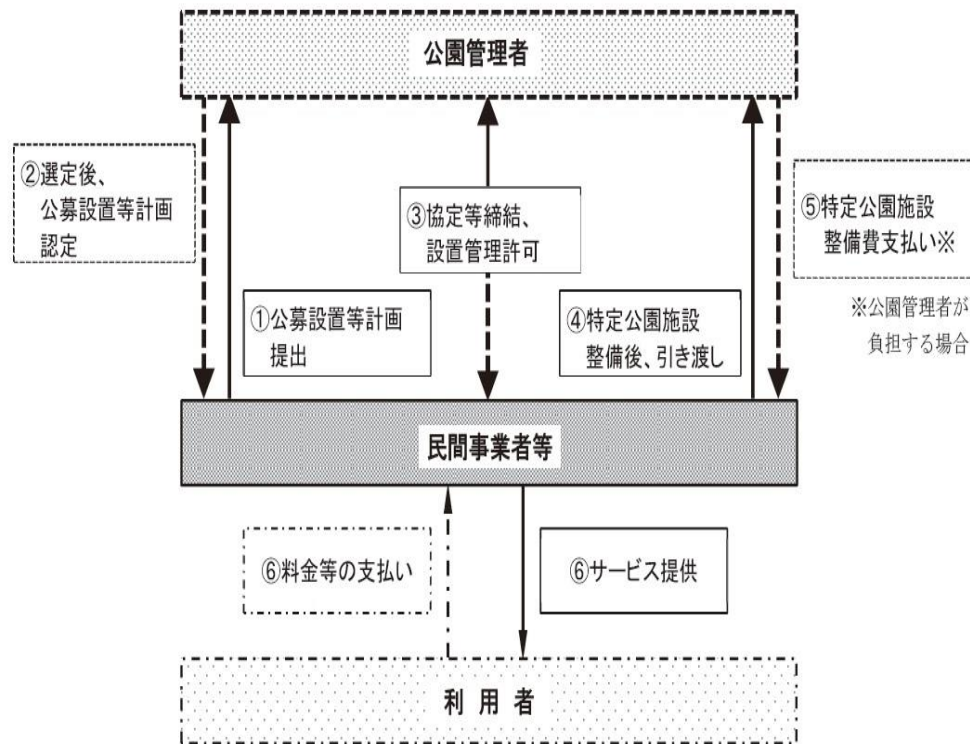 公園管理者
②選定後、
公募設置等計画
認定
③協定等締結、
設置管理許可
⑤特定公園施設
整備費支払い※
①公募設置等計画
提出
④特定公園施設
整備後、引き渡し
※公園管理者が
負担する場合
民間事業者等
⑥料金等の支払い
⑥サービス提供
利用者